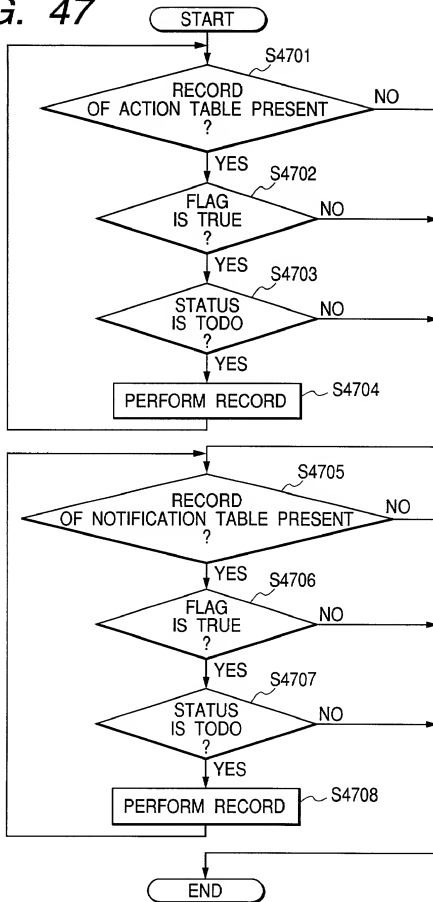 G. 47
START
S4701
RECORD
OF ACTION TABLE PRESENT
?
NO
YES
S4702
FLAG
IS TRUE
?
NO
YES
S4703
STATUS
IS TODO
?
NO
YES
S4704
PERFORM RECORD
S4705
RECORD
OF NOTIFICATION TABLE PRESENT
?
NO
YES
S4706
FLAG
IS TRUE
?
NO
YES
S4707
STATUS
IS TODO
?
NO
YES
PERFORM RECORD
S4708
END